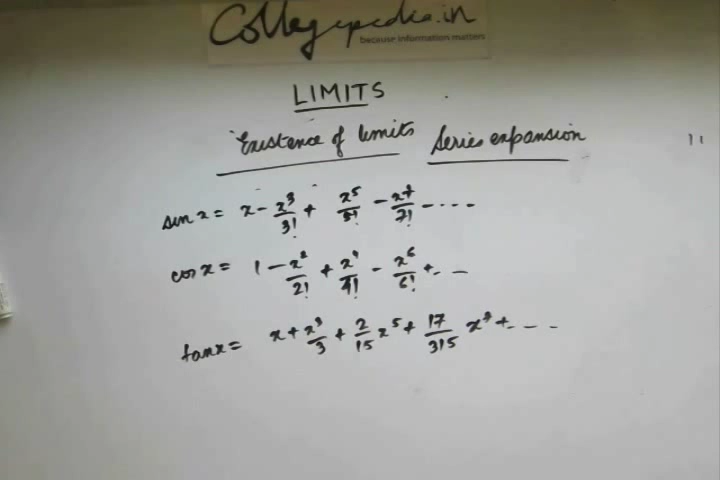 Collegepedia.in
because information matters
LIMITS
Existence of limits Series expansion
sin x = x - x³/3! + x⁵/5! - x⁷/7! - ....
cos x = 1 - x²/2! + x⁴/4! - x⁶/6! + . _ _
tan x = x + x³/3 + 2/15 x⁵ + 17/315 x⁷ + . _ _ _